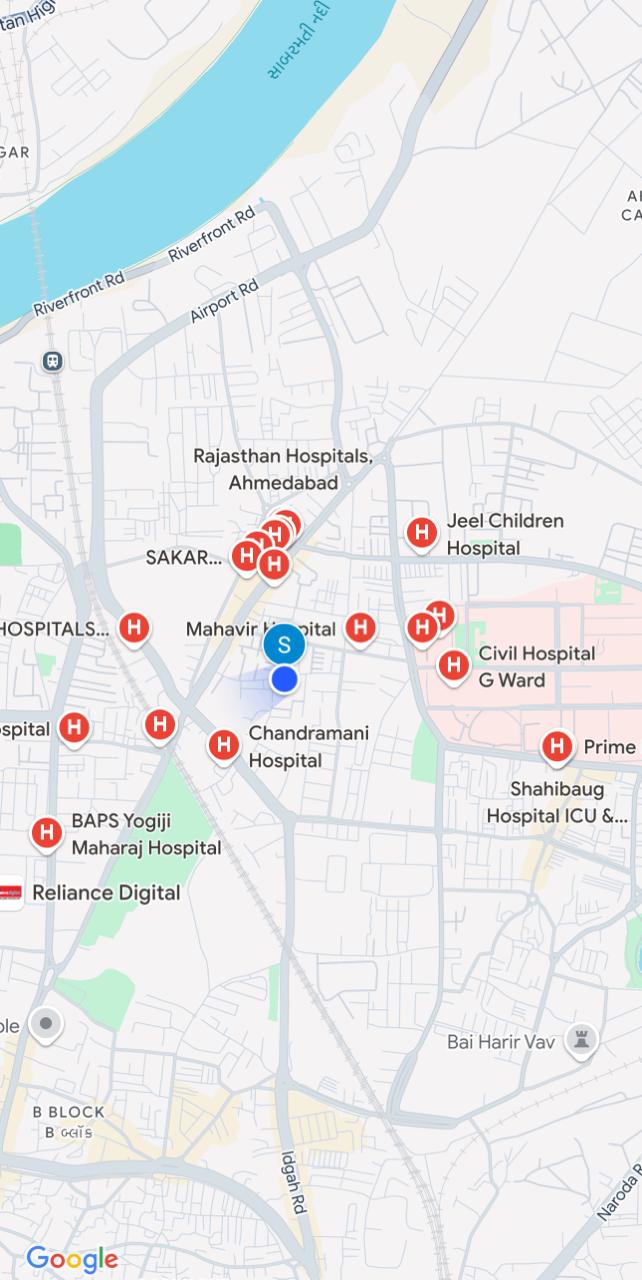 tan High
સાબરમતી નદી
GAR
Riverfront Rd
Riverfront Rd
Airport Rd
Rajasthan Hospitals,
Ahmedabad
H
H
H
H
H
SAKAR...
H
Jeel Children
Hospital
HOSPITALS...
H
Mahavir Hospital
H
H
H
S
H
Civil Hospital
G Ward
spital
H
H
H
Chandramani
Hospital
H
Prime
Shahibaug
Hospital ICU &...
H
BAPS Yogiji
Maharaj Hospital
Reliance Digital
ole
Bai Harir Vav
B BLOCK
B બ્લૉક
Idgah Rd
Naroda R
Google